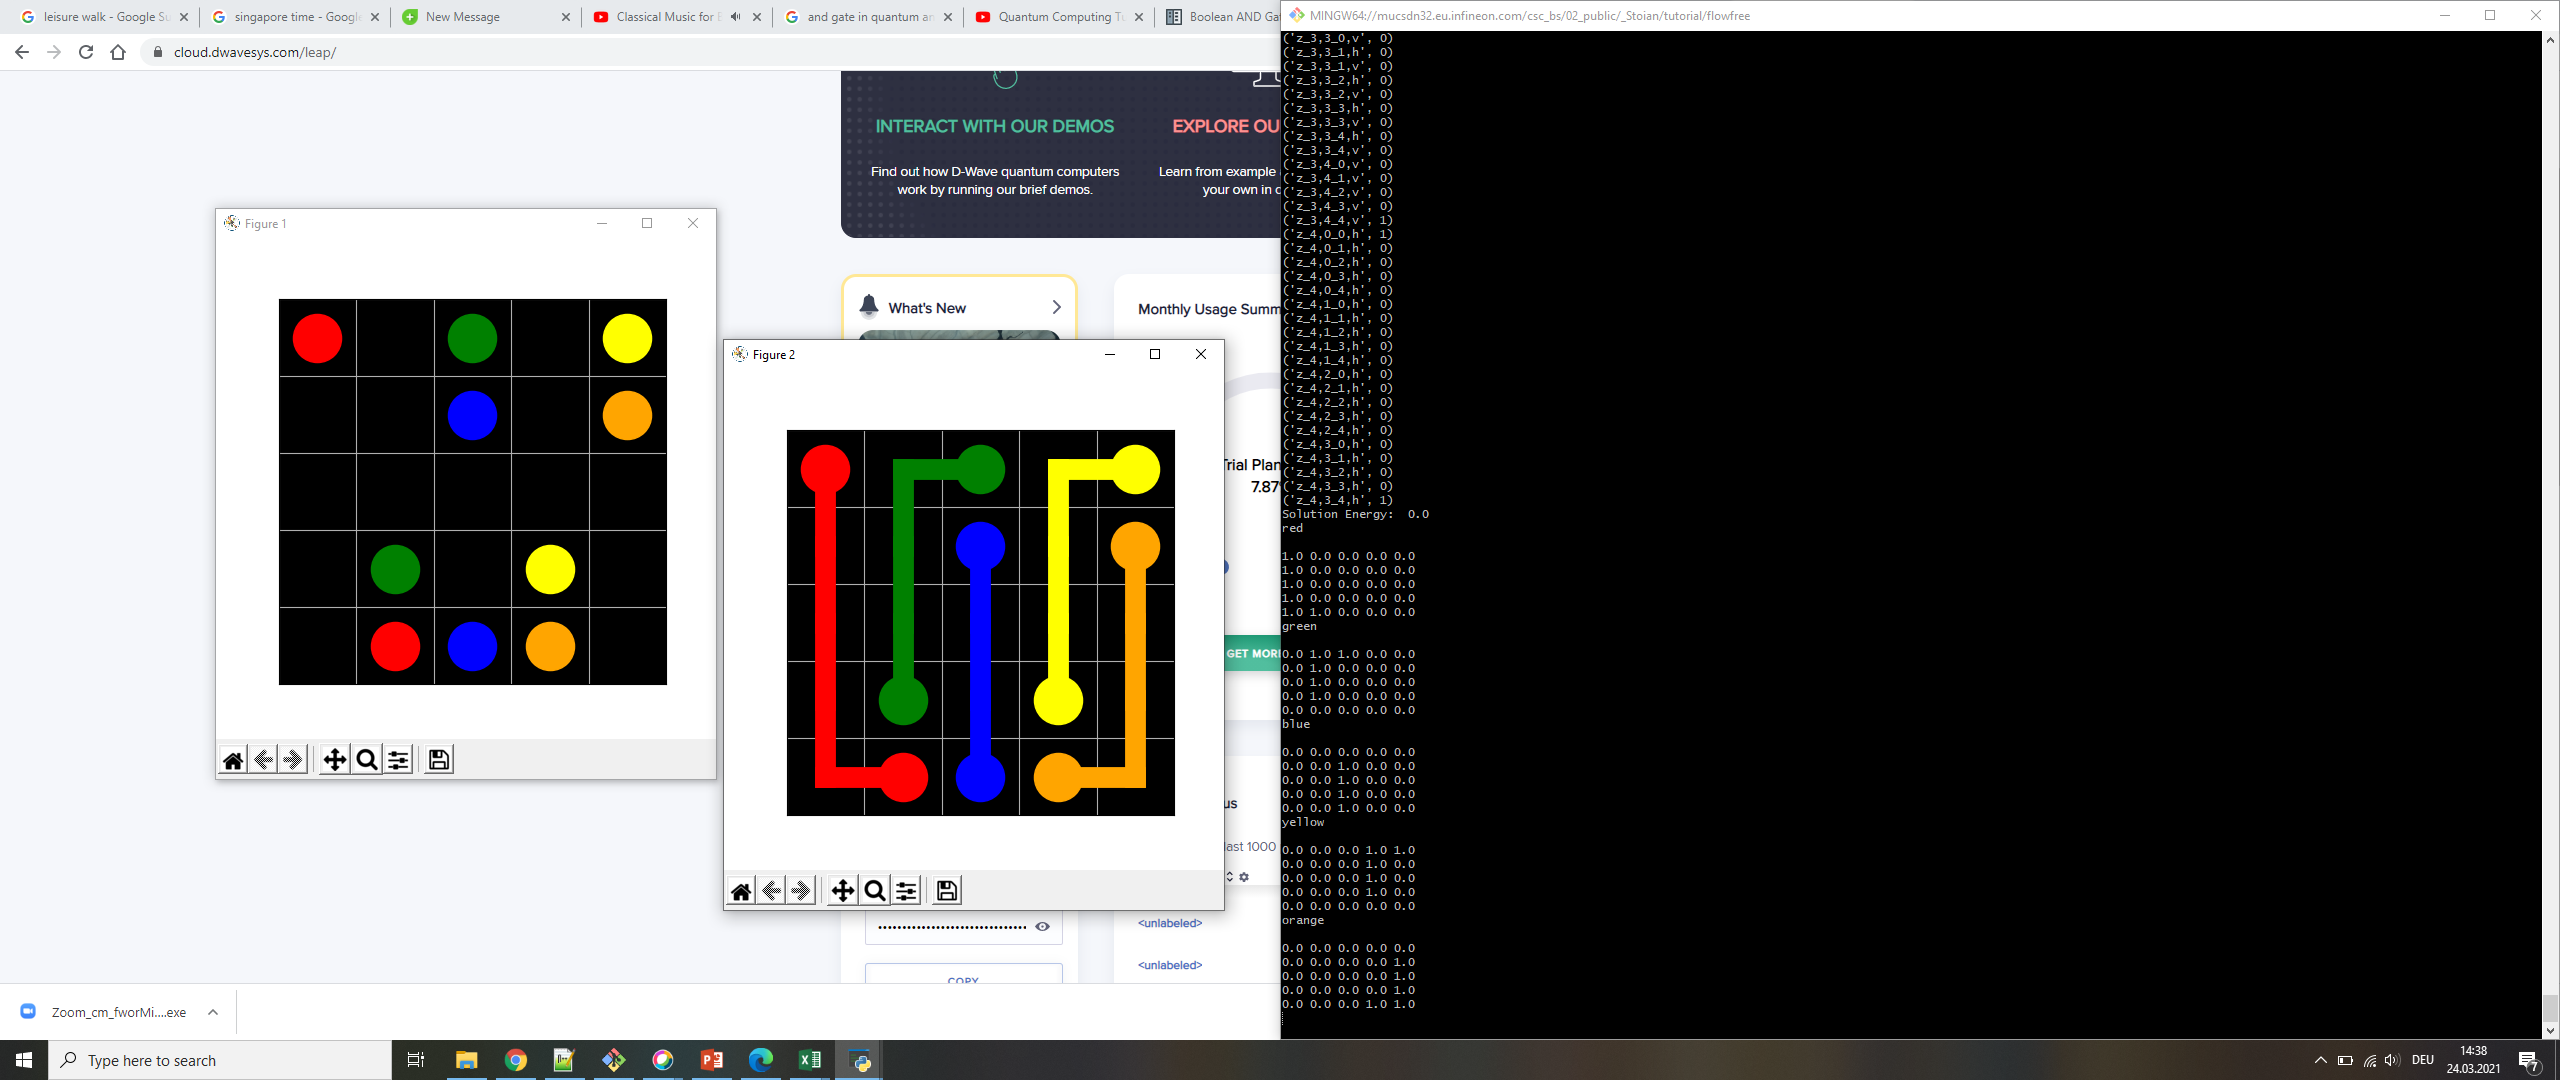 leisure walk - Google Su
singapore time - Google
New Message
Classical Music for B
and gate in quantum an
Quantum Computing Tu
Boolean AND Ga
cloud.dwavesys.com/leap/
INTERACT WITH OUR DEMOS
Find out how D-Wave quantum computers
work by running our brief demos.
EXPLORE OU
Learn from example
your own in c
What's New
Monthly Usage Summ
Trial Plan
7.87
GET MOR
us
last 1000
<unlabeled>
<unlabeled>
COPY
Figure 1
Figure 2
MINGW64://mucsdn32.eu.infineon.com/csc_bs/02_public/_Stoian/tutorial/flowfree
('z_3,3_0,v', 0)
('z_3,3_1,h', 0)
('z_3,3_1,v', 0)
('z_3,3_2,h', 0)
('z_3,3_2,v', 0)
('z_3,3_3,h', 0)
('z_3,3_3,v', 0)
('z_3,3_4,h', 0)
('z_3,3_4,v', 0)
('z_3,4_0,v', 0)
('z_3,4_1,v', 0)
('z_3,4_2,v', 0)
('z_3,4_3,v', 0)
('z_3,4_4,v', 1)
('z_4,0_0,h', 1)
('z_4,0_1,h', 0)
('z_4,0_2,h', 0)
('z_4,0_3,h', 0)
('z_4,0_4,h', 0)
('z_4,1_0,h', 0)
('z_4,1_1,h', 0)
('z_4,1_2,h', 0)
('z_4,1_3,h', 0)
('z_4,1_4,h', 0)
('z_4,2_0,h', 0)
('z_4,2_1,h', 0)
('z_4,2_2,h', 0)
('z_4,2_3,h', 0)
('z_4,2_4,h', 0)
('z_4,3_0,h', 0)
('z_4,3_1,h', 0)
('z_4,3_2,h', 0)
('z_4,3_3,h', 0)
('z_4,3_4,h', 1)
Solution Energy:  0.0
red
1.0 0.0 0.0 0.0 0.0
1.0 0.0 0.0 0.0 0.0
1.0 0.0 0.0 0.0 0.0
1.0 0.0 0.0 0.0 0.0
1.0 1.0 0.0 0.0 0.0
green
0.0 1.0 1.0 0.0 0.0
0.0 1.0 0.0 0.0 0.0
0.0 1.0 0.0 0.0 0.0
0.0 1.0 0.0 0.0 0.0
0.0 0.0 0.0 0.0 0.0
blue
0.0 0.0 0.0 0.0 0.0
0.0 0.0 1.0 0.0 0.0
0.0 0.0 1.0 0.0 0.0
0.0 0.0 1.0 0.0 0.0
0.0 0.0 1.0 0.0 0.0
yellow
0.0 0.0 0.0 1.0 1.0
0.0 0.0 0.0 1.0 0.0
0.0 0.0 0.0 1.0 0.0
0.0 0.0 0.0 1.0 0.0
0.0 0.0 0.0 0.0 0.0
orange
0.0 0.0 0.0 0.0 0.0
0.0 0.0 0.0 0.0 1.0
0.0 0.0 0.0 0.0 1.0
0.0 0.0 0.0 0.0 1.0
0.0 0.0 0.0 1.0 1.0
Zoom_cm_fworMi....exe
Type here to search
DEU
14:38
24.03.2021
7